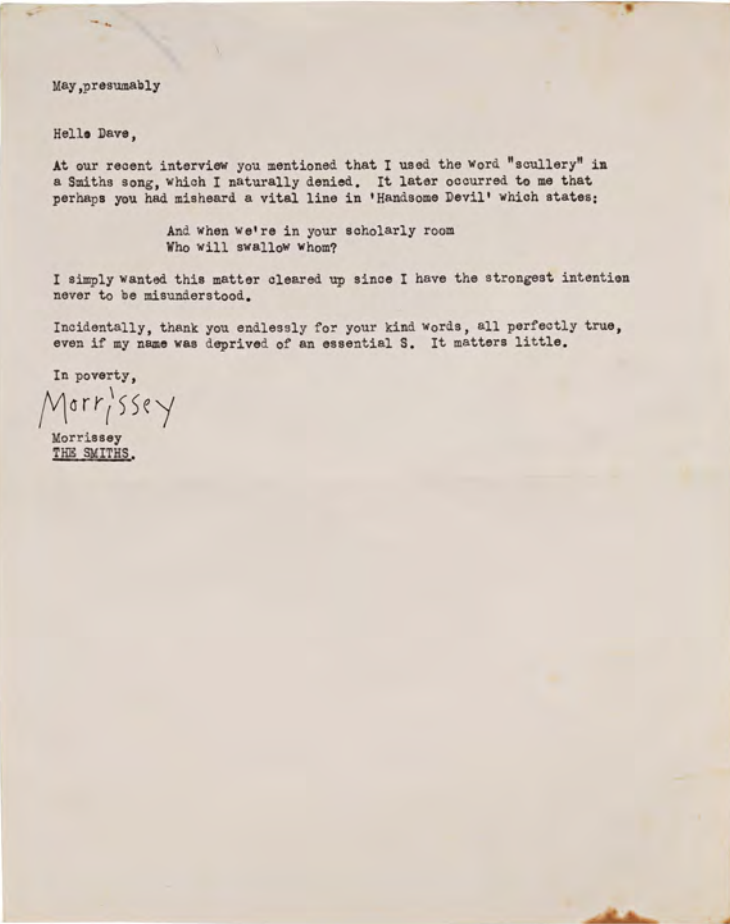 May,presumably
Hello Dave,
At our recent interview you mentioned that I used the word "scullery" in
a Smiths song, which I naturally denied. It later occurred to me that
perhaps you had misheard a vital line in 'Handsome Devil' which states;
And when we're in your scholarly room
Who will swallow whom?
I simply wanted this matter cleared up since I have the strongest intention
never to be misunderstood.
Incidentally, thank you endlessly for your kind words, all perfectly true,
even if my name was deprived of an essential S. It matters little.
In poverty,
Morrissey
Morrissey
THE SMITHS.